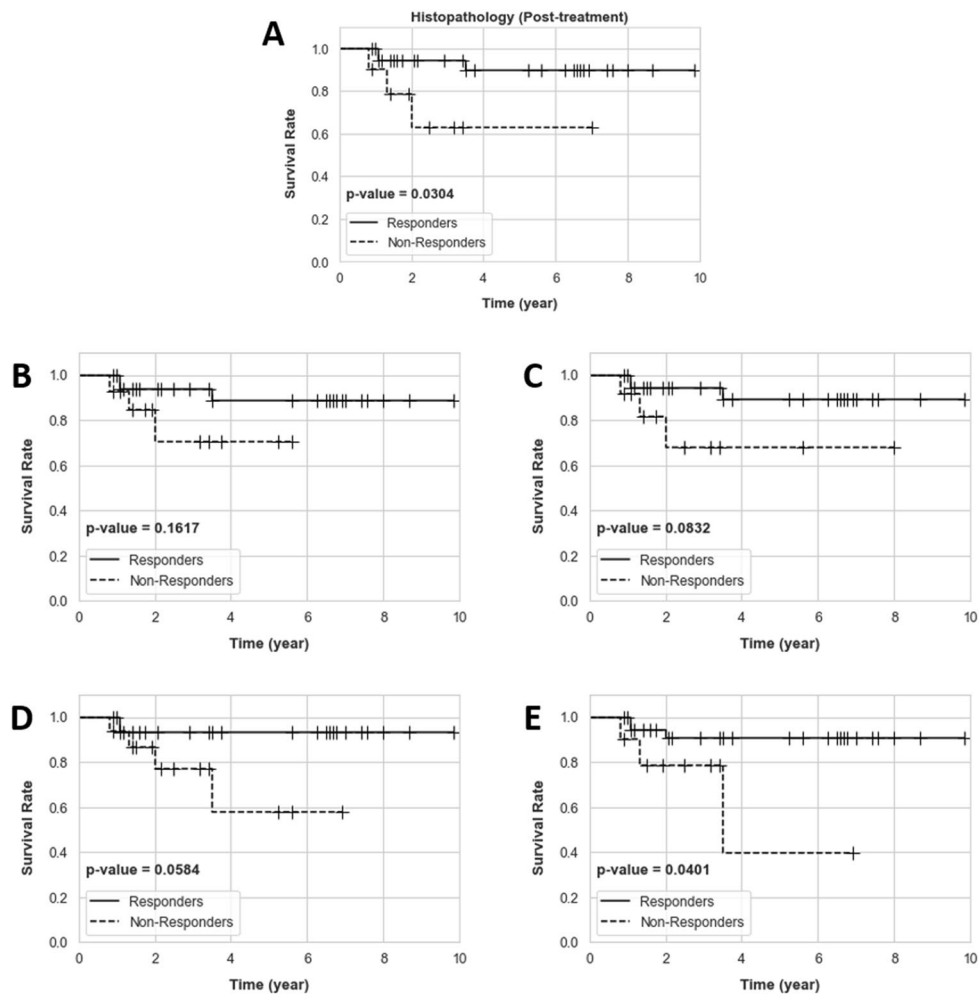 A
Histopathology (Post-treatment)
1.0
0.8
0.6
0.4
0.2
0.0
Survival Rate
p-value = 0.0304
Responders
Non-Responders
0 2 4 6 8 10
Time (year)
B
1.0
0.8
0.6
0.4
0.2
0.0
Survival Rate
p-value = 0.1617
Responders
Non-Responders
0 2 4 6 8 10
Time (year)
C
1.0
0.8
0.6
0.4
0.2
0.0
Survival Rate
p-value = 0.0832
Responders
Non-Responders
0 2 4 6 8 10
Time (year)
D
1.0
0.8
0.6
0.4
0.2
0.0
Survival Rate
p-value = 0.0584
Responders
Non-Responders
0 2 4 6 8 10
Time (year)
E
1.0
0.8
0.6
0.4
0.2
0.0
Survival Rate
p-value = 0.0401
Responders
Non-Responders
0 2 4 6 8 10
Time (year)